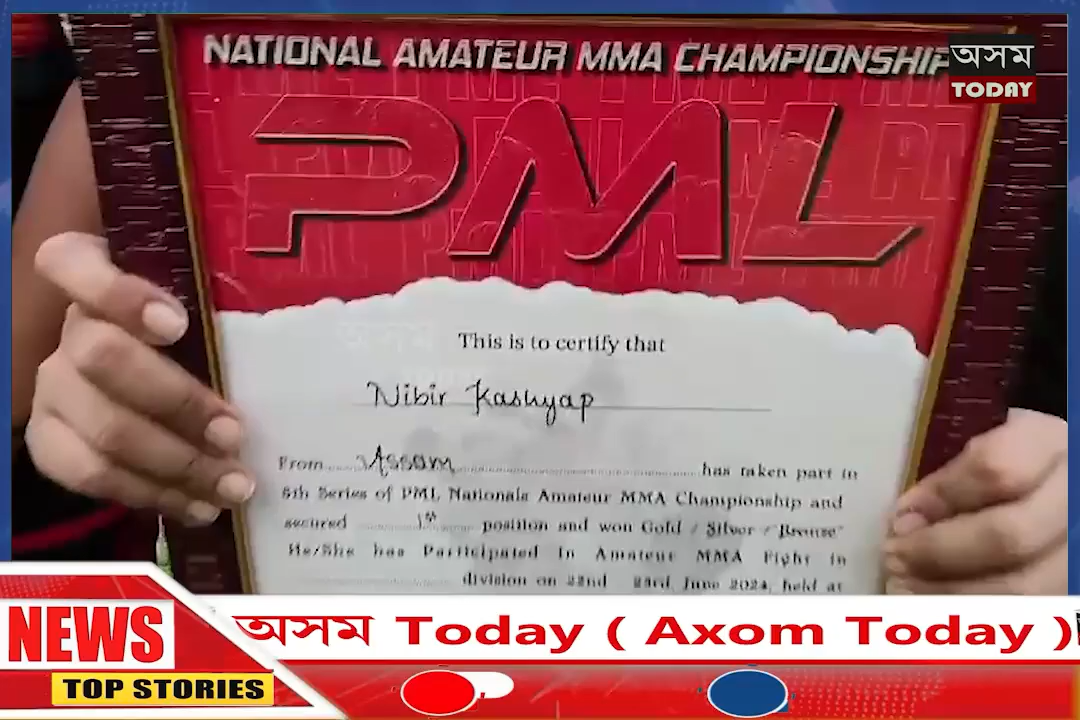 NATIONAL AMATEUR MMA CHAMPIONSHIP
অসম
TODAY
PML
This is to certify that
Nibir Kashyap
From Assam has taken part in
8th Series of PML Nationals Amateur MMA Championship and
secured 1st position and won Gold / Silver / "Bronze"
He/She has Participated in Amateur MMA Fight in
division on 22nd 23rd June 2024, held at
NEWS
TOP STORIES
অসম Today ( Axom Today )